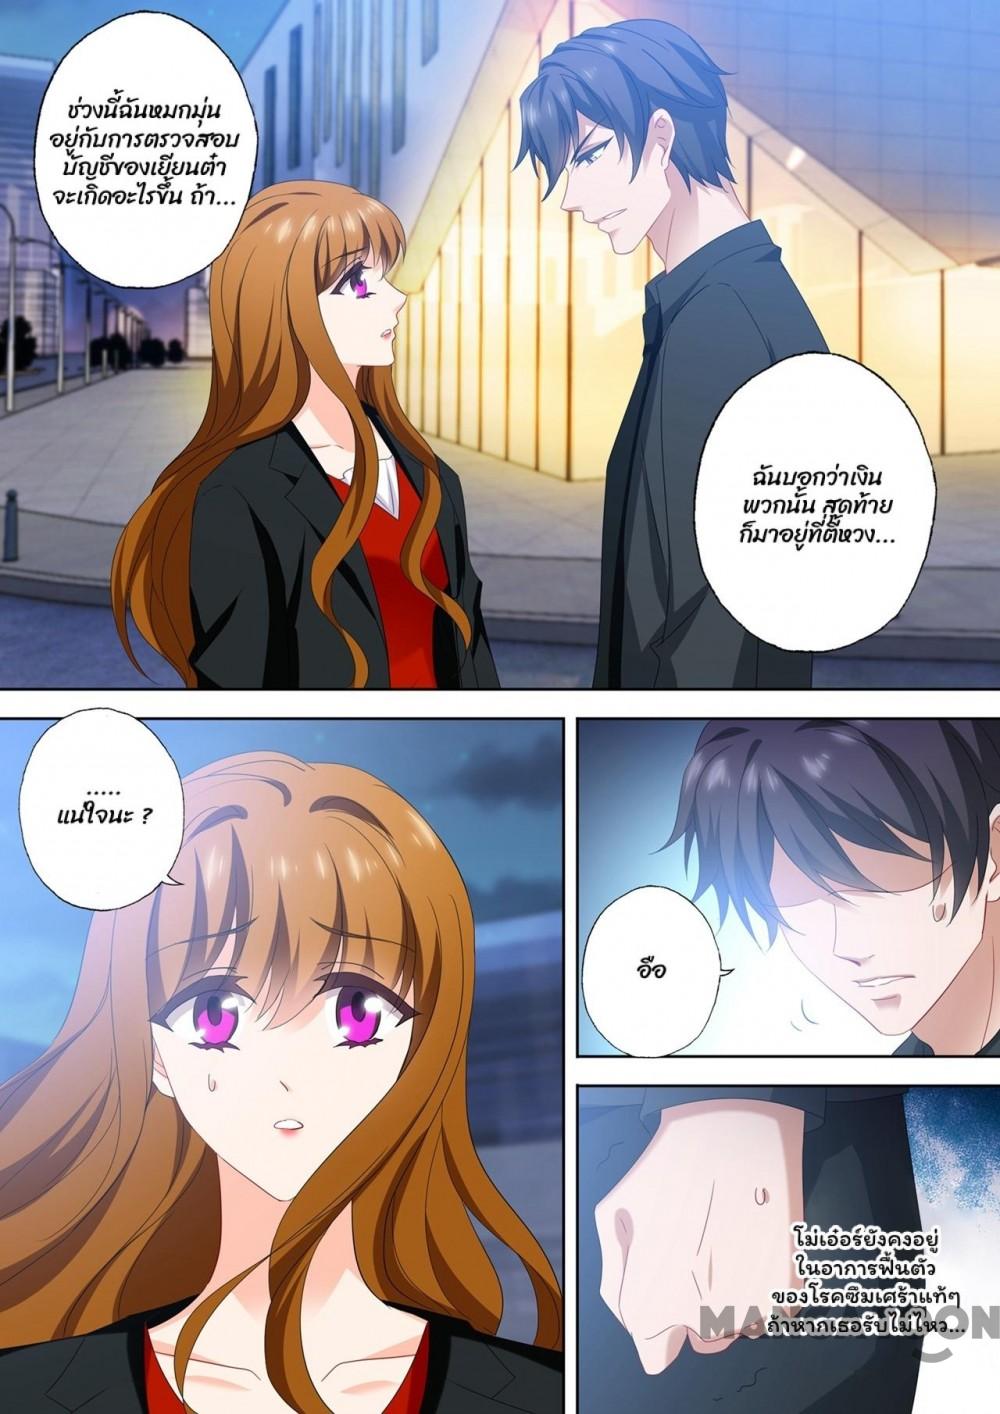 ช่วงนี้ฉันหมกมุ่น
อยู่กับการตรวจสอบ
บัญชีของเยียนต๋า
จะเกิดอะไรขึ้น ถ้า...
ฉันบอกว่าเงิน
พวกนั้น สุดท้าย
ก็มาอยู่ที่ตี้หวง...
.....
แน่ใจนะ ?
อือ
โม่เอ๋อร์ยังคงอยู่
ในอาการฟื้นตัว
ของโรคซึมเศร้าแท้ๆ
ถ้าหากเธอรับไม่ไหว...